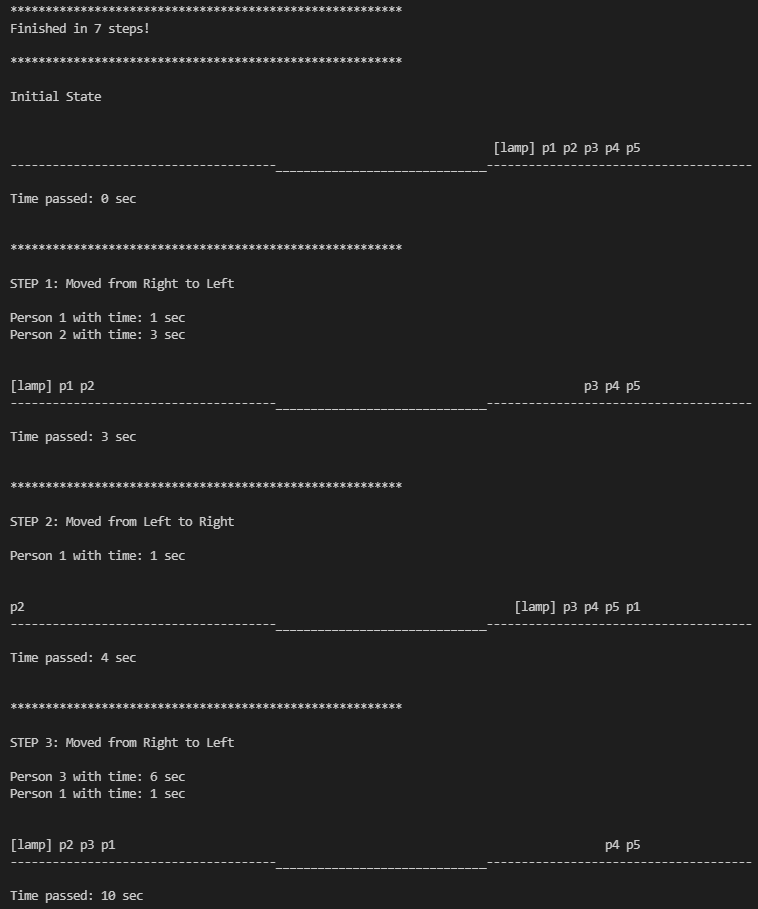 ********************************************************
Finished in 7 steps!
********************************************************
Initial State
[lamp] p1 p2 p3 p4 p5
--------------------------------------______________________________--------------------------------------
Time passed: 0 sec
********************************************************
STEP 1: Moved from Right to Left
Person 1 with time: 1 sec
Person 2 with time: 3 sec
[lamp] p1 p2 p3 p4 p5
--------------------------------------______________________________--------------------------------------
Time passed: 3 sec
********************************************************
STEP 2: Moved from Left to Right
Person 1 with time: 1 sec
p2 [lamp] p3 p4 p5 p1
--------------------------------------______________________________--------------------------------------
Time passed: 4 sec
********************************************************
STEP 3: Moved from Right to Left
Person 3 with time: 6 sec
Person 1 with time: 1 sec
[lamp] p2 p3 p1 p4 p5
--------------------------------------______________________________--------------------------------------
Time passed: 10 sec